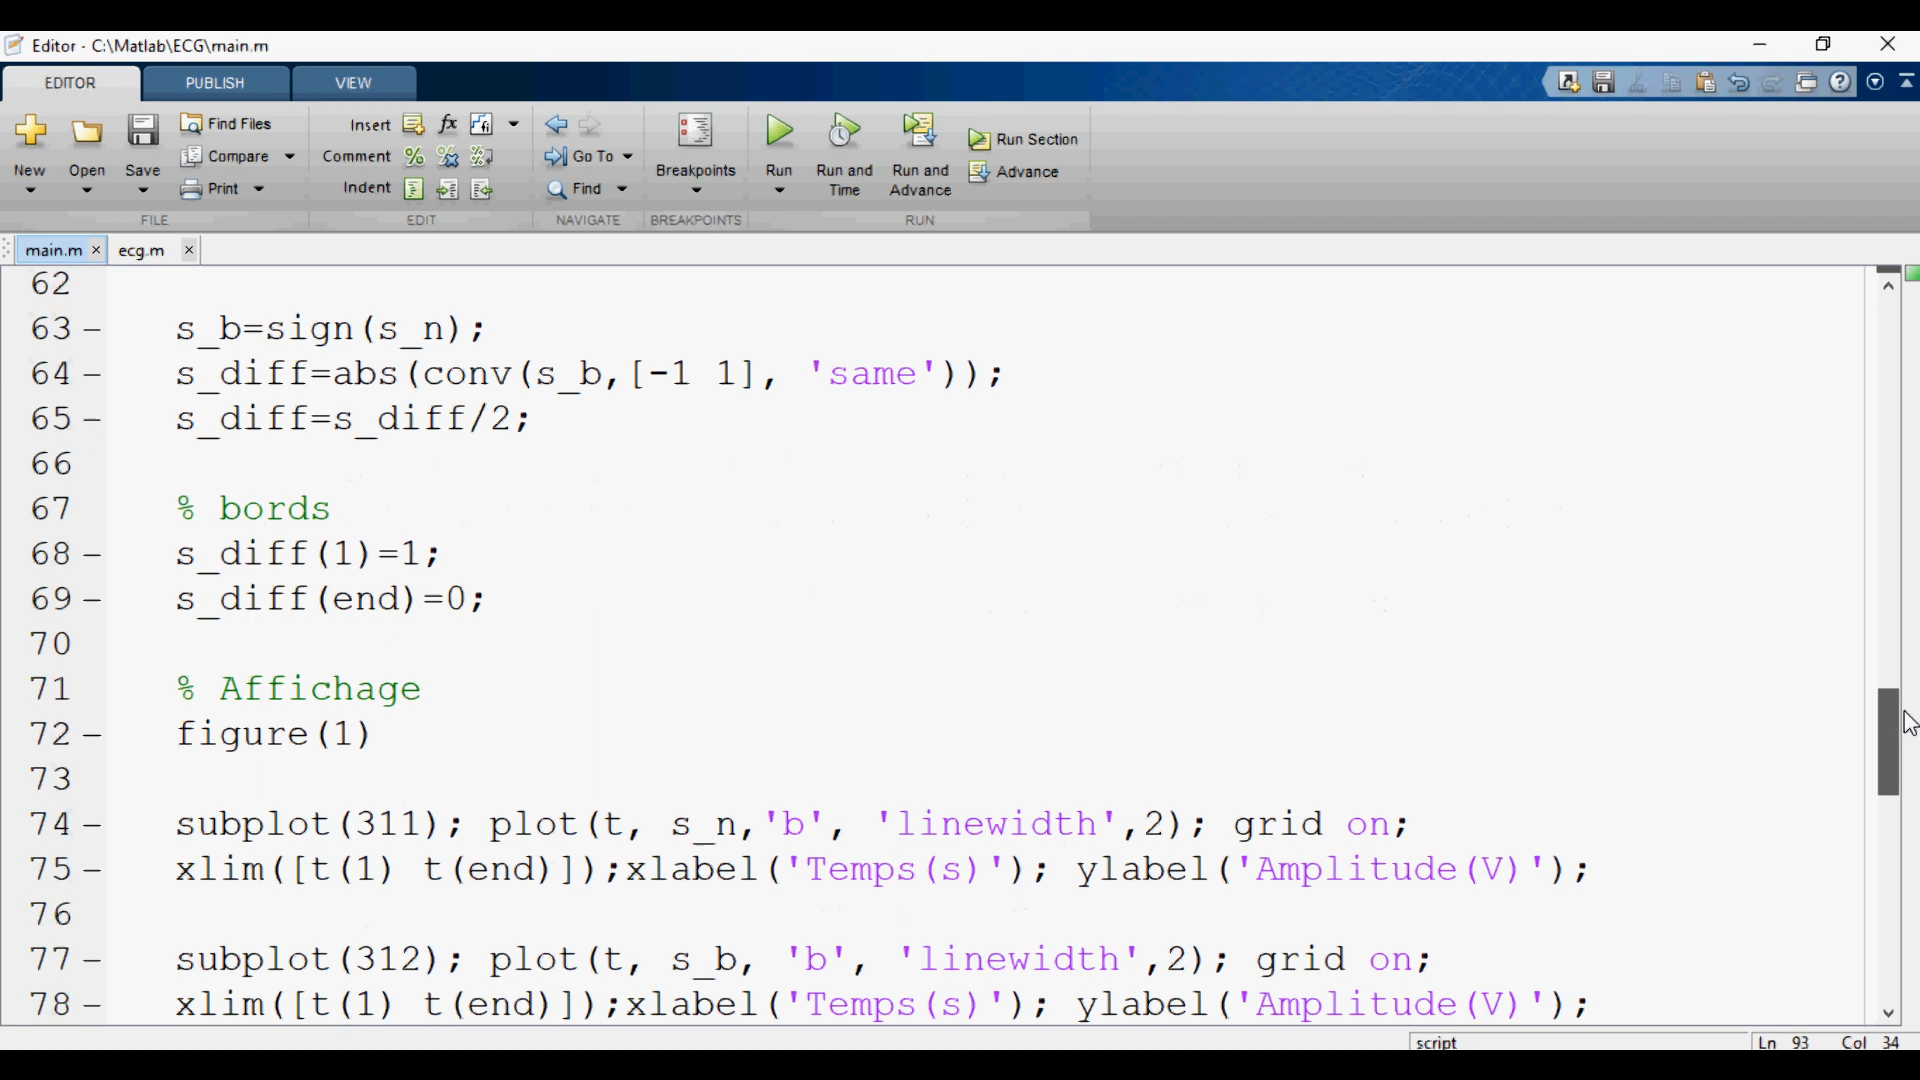 Editor - C:\Matlab\ECG\main.m
EDITOR PUBLISH VIEW
New Open Save Find Files Compare Print
Insert fx Comment Indent
Go To Find
Breakpoints
Run Run and Time Run and Advance Run Section Advance
FILE EDIT NAVIGATE BREAKPOINTS RUN
main.m ecg.m
62
63 – s_b=sign(s_n);
64 – s_diff=abs(conv(s_b,[-1 1], 'same'));
65 – s_diff=s_diff/2;
66
67 % bords
68 – s_diff(1)=1;
69 – s_diff(end)=0;
70
71 % Affichage
72 – figure(1)
73
74 – subplot(311); plot(t, s_n,'b', 'linewidth',2); grid on;
75 – xlim([t(1) t(end)]);xlabel('Temps(s)'); ylabel('Amplitude(V)');
76
77 – subplot(312); plot(t, s_b, 'b', 'linewidth',2); grid on;
78 – xlim([t(1) t(end)]);xlabel('Temps(s)'); ylabel('Amplitude(V)');
script Ln 93 Col 34